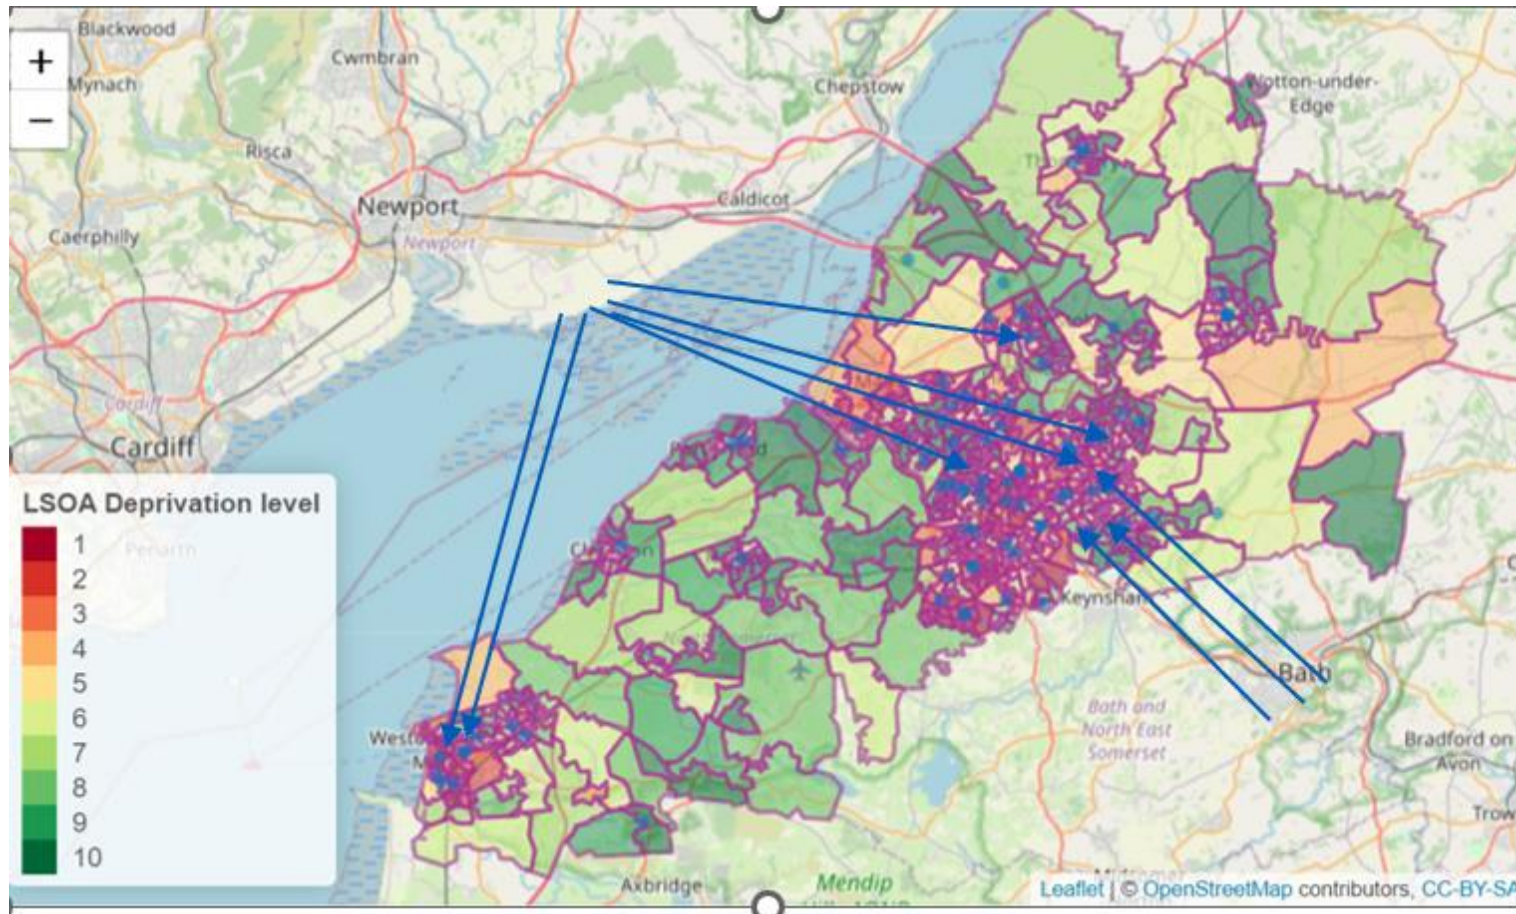 Blackwood
+
Mynach
Cwmbran
Chepstow
Wotton-under-
Edge
−
Risca
Newport
Caldicot
Newport
Caerphilly
Cardiff
Cardiff
LSOA Deprivation level
1
2
3
4
5
6
7
8
9
10
Penarth
Keynsham
Bath
Bath and
North East
Somerset
Bradford on
Avon
Trow
Axbridge
Mendip
Leaflet | © OpenStreetMap contributors, CC-BY-SA